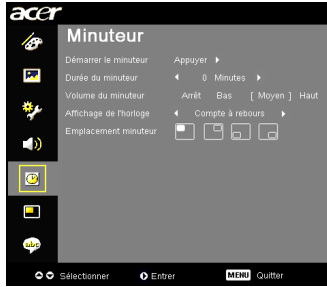 acer
Minuteur
Démarrer le minuteur Appuyer
Durée du minuteur 0 Minutes
Volume du minuteur Arrêt Bas [ Moyen ] Haut
Affichage de l'horloge Compte à rebours
Emplacement minuteur
abc
Sélectionner Entrer MENU Quitter